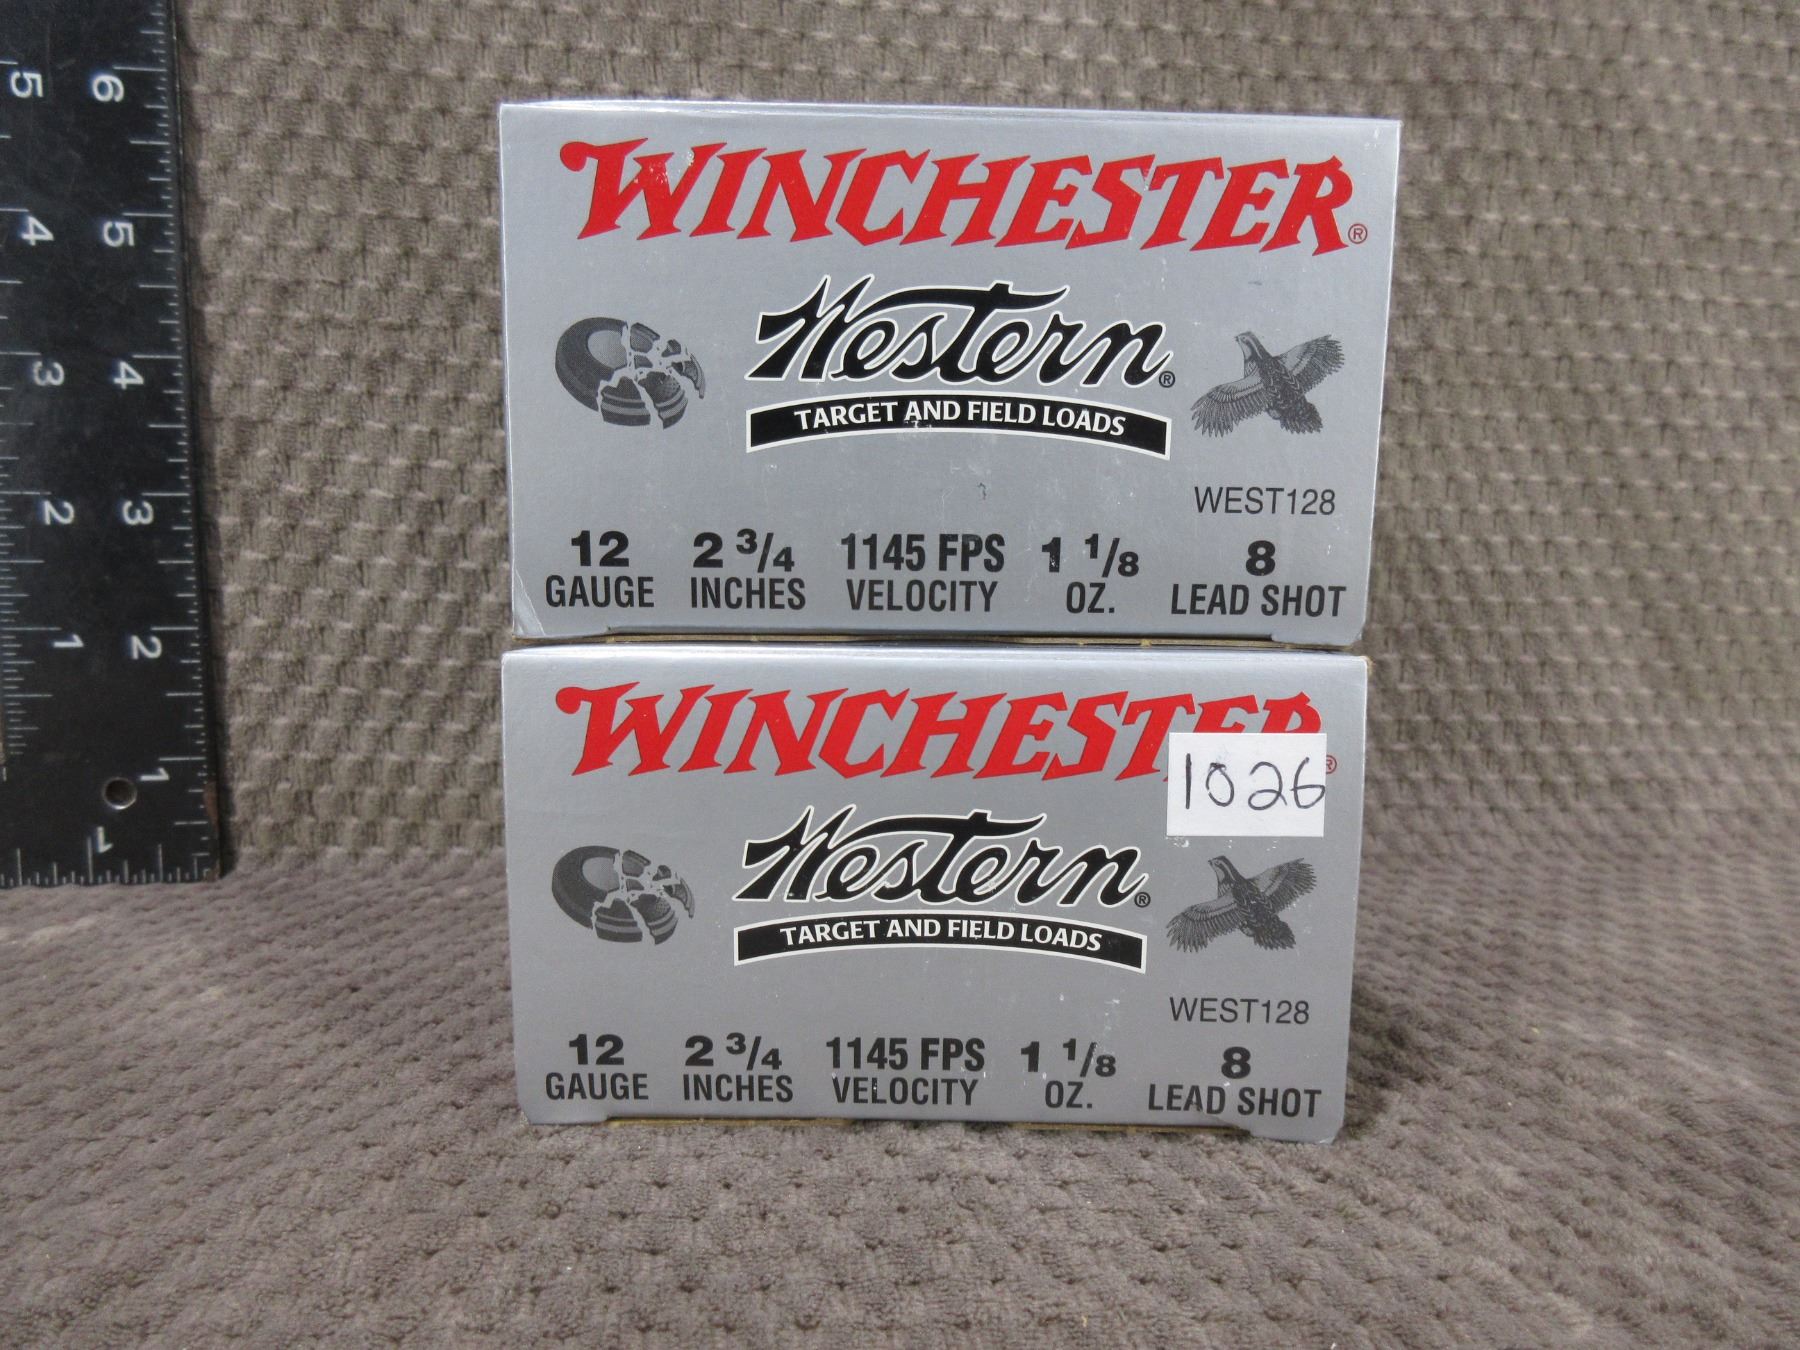 5 6
4 5
3 4
2 3
1 2
1
1
WINCHESTER®
Western®
TARGET AND FIELD LOADS
WEST128
12 2 3/4 1145 FPS 1 1/8 8
GAUGE INCHES VELOCITY OZ. LEAD SHOT
WINCHESTER®
1026
Western®
TARGET AND FIELD LOADS
WEST128
12 2 3/4 1145 FPS 1 1/8 8
GAUGE INCHES VELOCITY OZ. LEAD SHOT